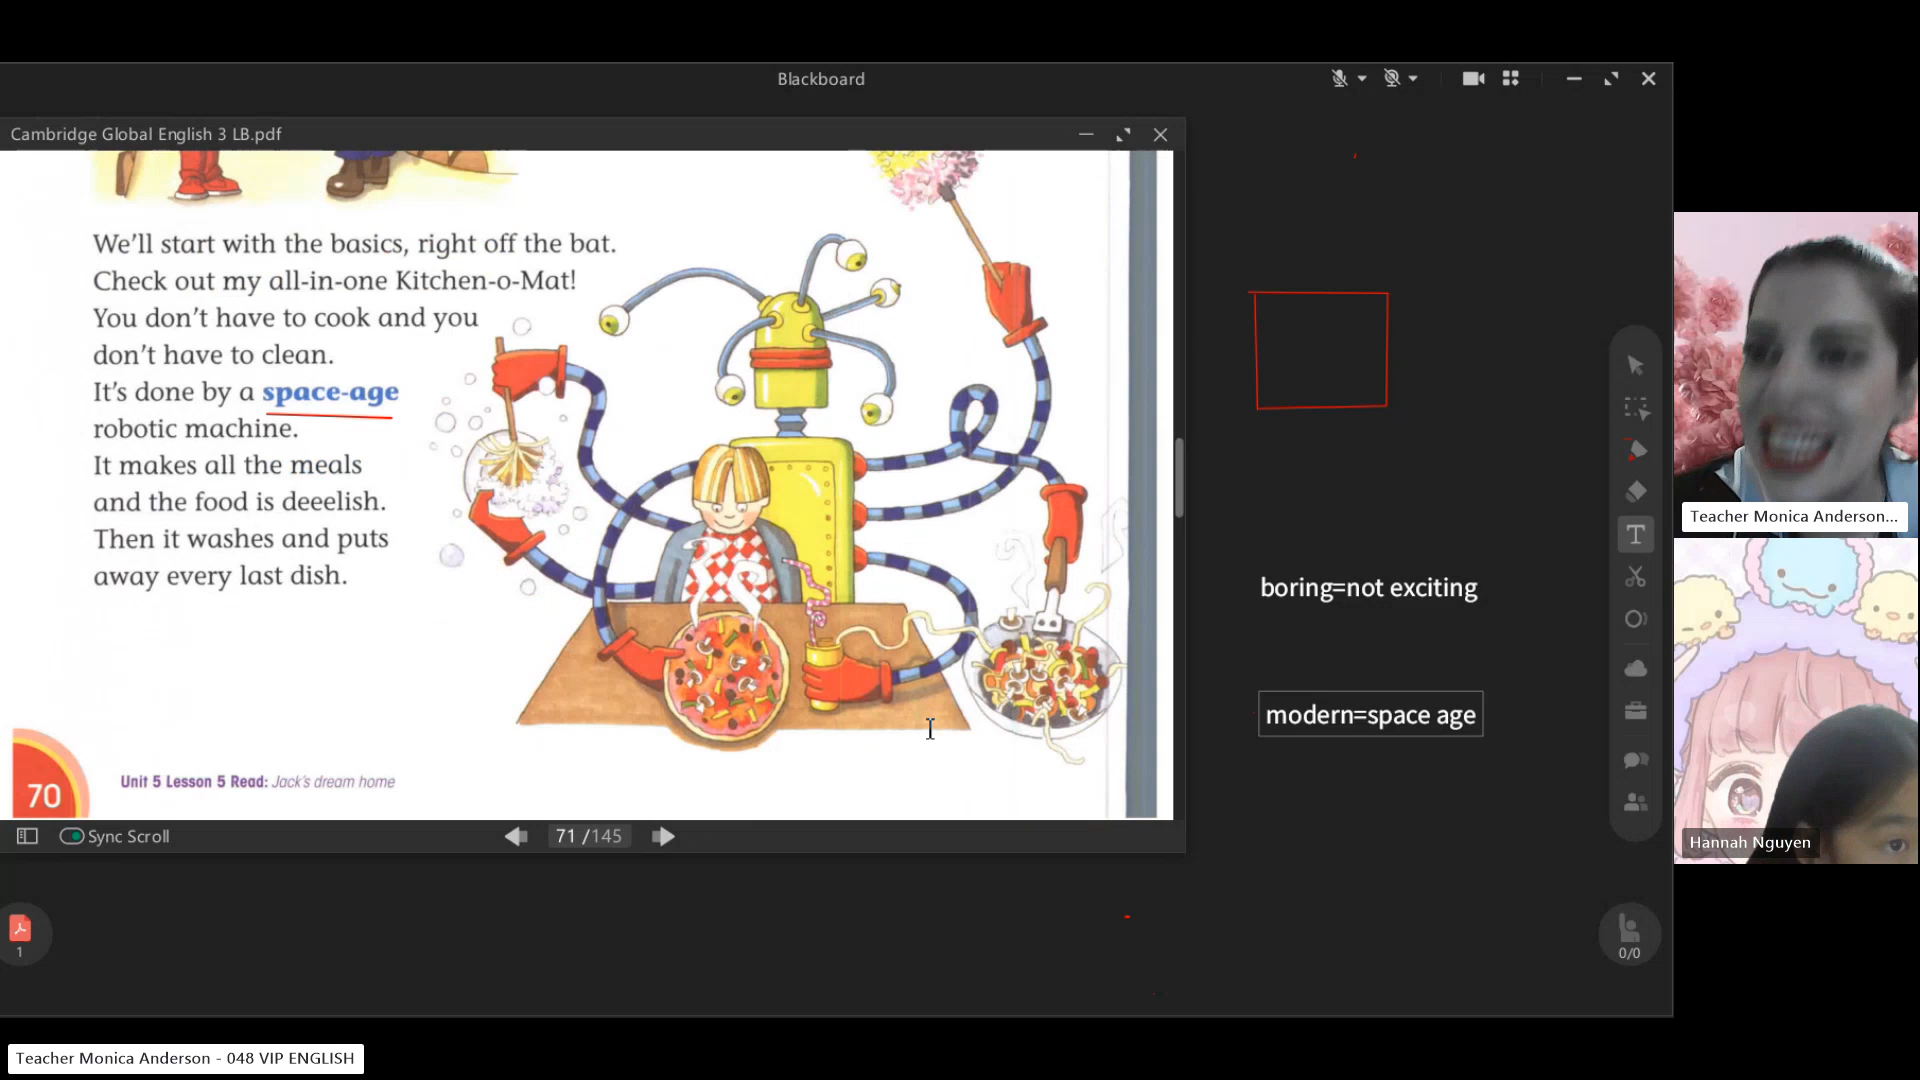 Blackboard
Cambridge Global English 3 LB.pdf
We'll start with the basics, right off the bat.
Check out my all-in-one Kitchen-o-Mat!
You don't have to cook and you
don't have to clean.
It's done by a space-age
robotic machine.
It makes all the meals
and the food is deeelish.
Then it washes and puts
away every last dish.
70
Unit 5 Lesson 5 Read: Jack's dream home
Sync Scroll
71 /145
boring=not exciting
modern=space age
T
1
0/0
Teacher Monica Anderson...
Hannah Nguyen
Teacher Monica Anderson - 048 VIP ENGLISH